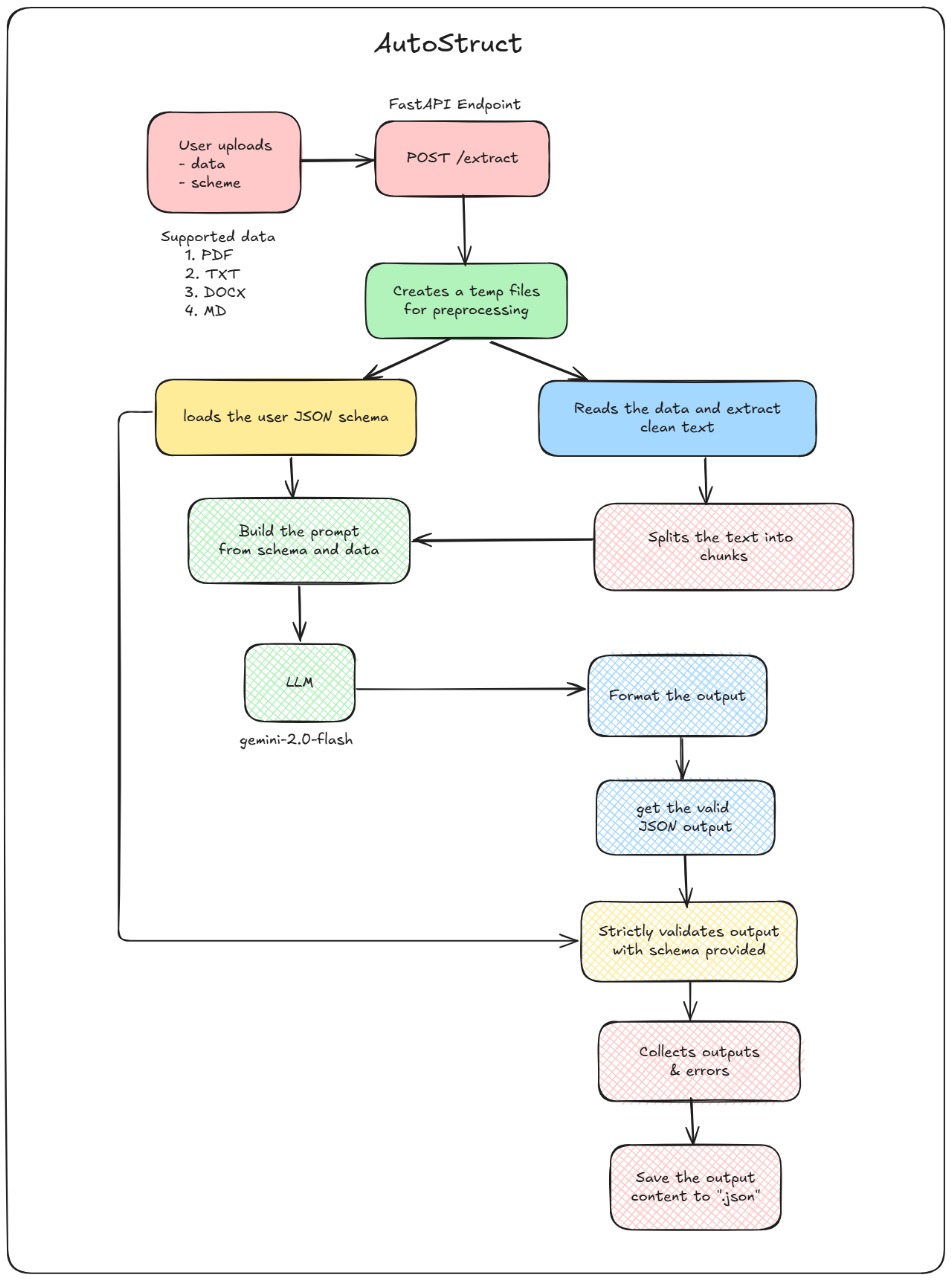 AutoStruct
FastAPI Endpoint
User uploads
- data
- scheme
POST /extract
Supported data
1. PDF
2. TXT
3. DOCX
4. MD
Creates a temp files
for preprocessing
loads the user JSON schema
Reads the data and extract
clean text
Build the prompt
from schema and data
Splits the text into
chunks
LLM
gemini-2.0-flash
Format the output
get the valid
JSON output
Strictly validates output
with schema provided
Collects outputs
& errors
Save the output
content to ".json"